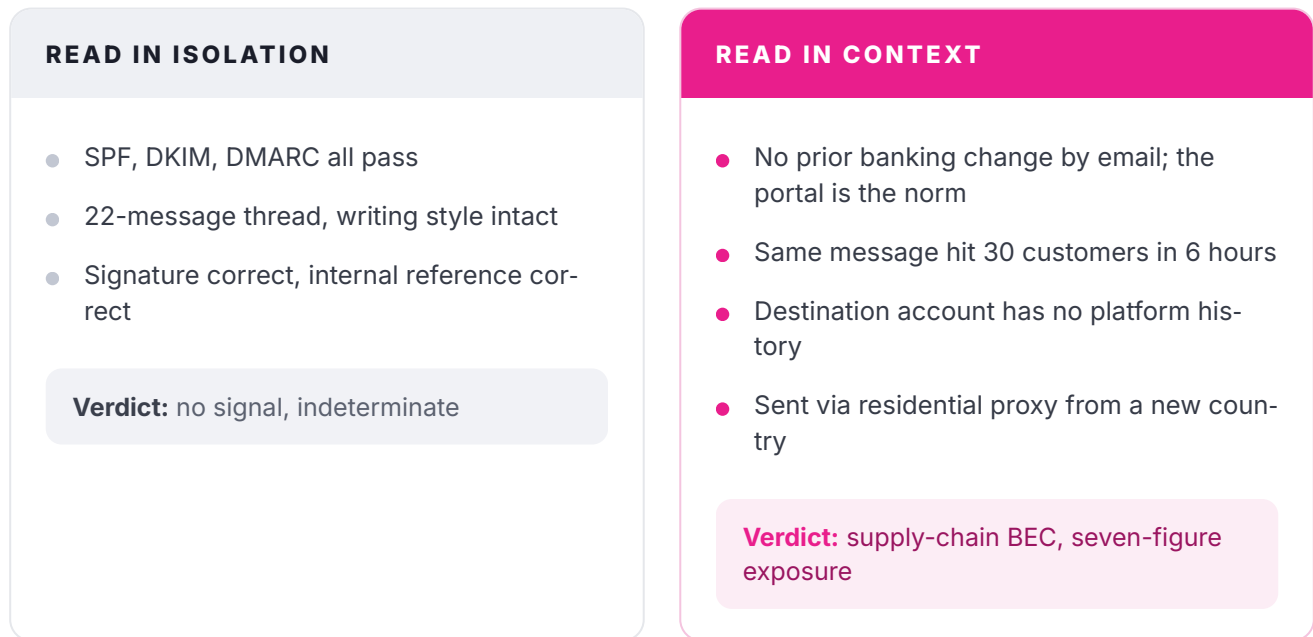 READ IN ISOLATION
SPF, DKIM, DMARC all pass
22-message thread, writing style intact
Signature correct, internal reference cor-
rect
Verdict: no signal, indeterminate
READ IN CONTEXT
No prior banking change by email; the
portal is the norm
Same message hit 30 customers in 6 hours
Destination account has no platform his-
tory
Sent via residential proxy from a new coun-
try
Verdict: supply-chain BEC, seven-figure
exposure